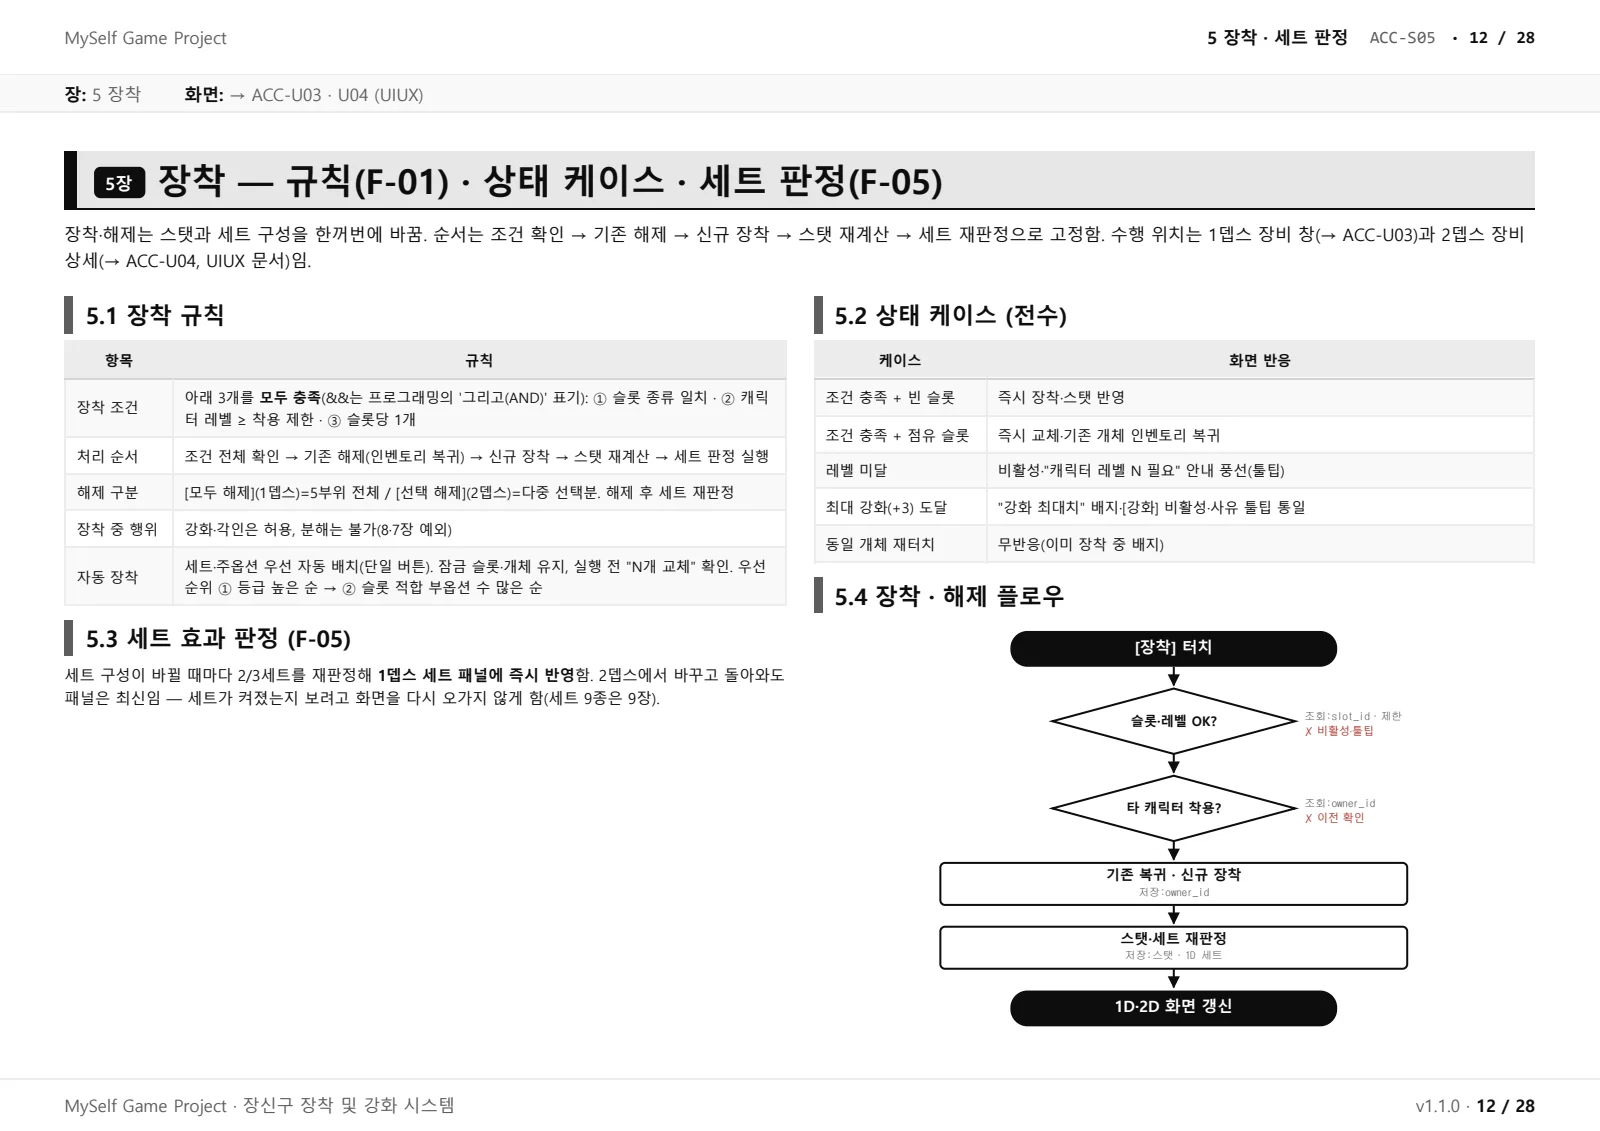 MySelf Game Project
5 장착 · 세트 판정 ACC-S05 · 12 / 28
장: 5 장착 화면: → ACC-U03 · U04 (UIUX)
5장 장착 — 규칙(F-01) · 상태 케이스 · 세트 판정(F-05)
장착·해제는 스탯과 세트 구성을 한꺼번에 바꿈. 순서는 조건 확인 → 기존 해제 → 신규 장착 → 스탯 재계산 → 세트 재판정으로 고정함. 수행 위치는 1뎁스 장비 창(→ ACC-U03)과 2뎁스 장비
상세(→ ACC-U04, UIUX 문서)임.
5.1 장착 규칙
항목 규칙
장착 조건
아래 3개를 모두 충족(&&는 프로그래밍의 '그리고(AND)' 표기): ① 슬롯 종류 일치 · ② 캐릭
터 레벨 ≥ 착용 제한 · ③ 슬롯당 1개
처리 순서 조건 전체 확인 → 기존 해제(인벤토리 복귀) → 신규 장착 → 스탯 재계산 → 세트 판정 실행
해제 구분 [모두 해제](1뎁스)=5부위 전체 / [선택 해제](2뎁스)=다중 선택분. 해제 후 세트 재판정
장착 중 행위 강화·각인은 허용, 분해는 불가(8·7장 예외)
자동 장착
세트·주옵션 우선 자동 배치(단일 버튼). 잠금 슬롯·개체 유지, 실행 전 "N개 교체" 확인. 우선
순위 ① 등급 높은 순 → ② 슬롯 적합 부옵션 수 많은 순
5.3 세트 효과 판정 (F-05)
세트 구성이 바뀔 때마다 2/3세트를 재판정해 1뎁스 세트 패널에 즉시 반영함. 2뎁스에서 바꾸고 돌아와도
패널은 최신임 — 세트가 켜졌는지 보려고 화면을 다시 오가지 않게 함(세트 9종은 9장).
5.2 상태 케이스 (전수)
케이스 화면 반응
조건 충족 + 빈 슬롯 즉시 장착·스탯 반영
조건 충족 + 점유 슬롯 즉시 교체·기존 개체 인벤토리 복귀
레벨 미달 비활성·"캐릭터 레벨 N 필요" 안내 풍선(툴팁)
최대 강화(+3) 도달 "강화 최대치" 배지·[강화] 비활성·사유 툴팁 통일
동일 개체 재터치 무반응(이미 장착 중 배지)
5.4 장착 · 해제 플로우
[장착] 터치
슬롯·레벨 OK?
조회:slot_id · 제한
✗ 비활성·툴팁
타 캐릭터 착용?
조회:owner_id
✗ 이전 확인
기존 복귀 · 신규 장착
저장:owner_id
스탯·세트 재판정
저장:스탯 · 1D 세트
1D·2D 화면 갱신
MySelf Game Project · 장신구 장착 및 강화 시스템
v1.1.0 · 12 / 28